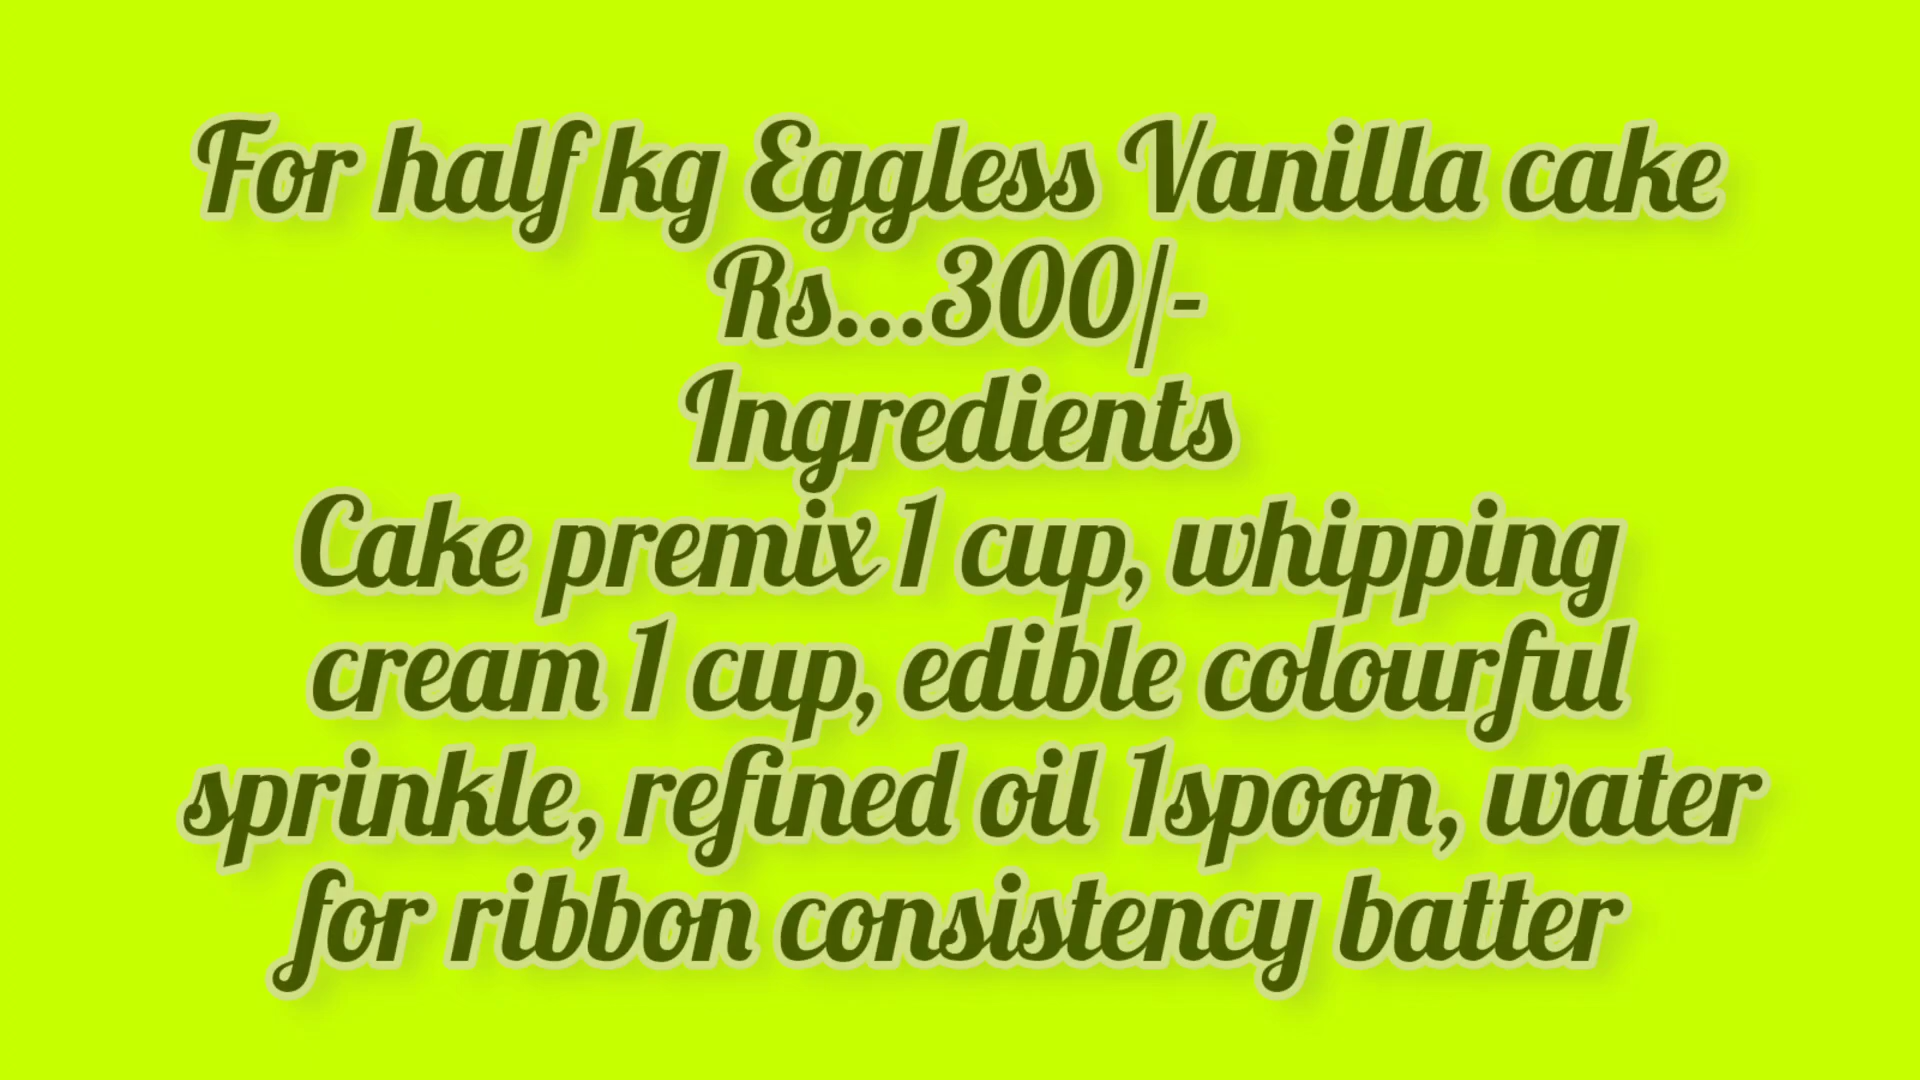 For half kg Eggless Vanilla cake
Rs...300/-
Ingredients
Cake premix 1 cup, whipping
cream 1 cup, edible colourful
sprinkle, refined oil 1spoon, water
for ribbon consistency batter